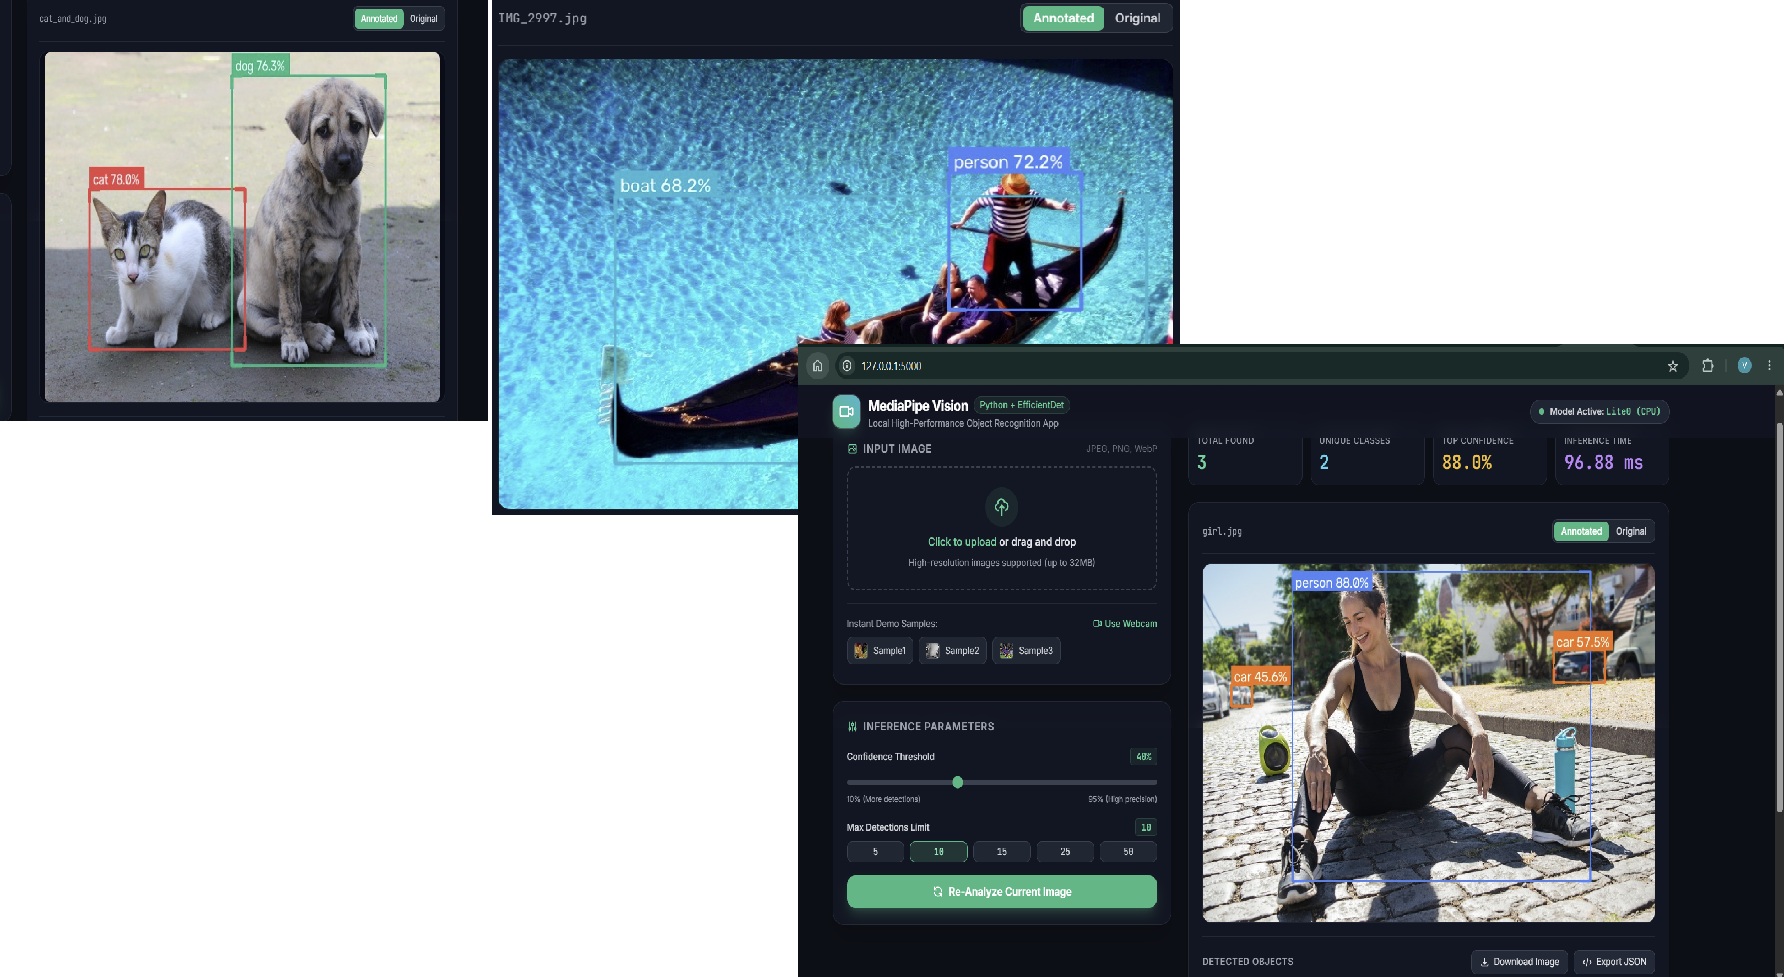 cat_and_dog.jpg
Annotated Original
dog 76.3%
cat 78.0%
IMG_2997.jpg
Annotated Original
person 72.2%
boat 68.2%
127.0.0.1:5000
V
MediaPipe Vision Python + EfficientDet
Local High-Performance Object Recognition App
Model Active: Lite0 (CPU)
INPUT IMAGE JPEG, PNG, WebP
Click to upload or drag and drop
High-resolution images supported (up to 32MB)
Instant Demo Samples: Use Webcam
Sample1 Sample2 Sample3
INFERENCE PARAMETERS
Confidence Threshold 40%
10% (More detections) 95% (High precision)
Max Detections Limit 10
5 10 15 25 50
Re-Analyze Current Image
TOTAL FOUND UNIQUE CLASSES TOP CONFIDENCE INFERENCE TIME
3 2 88.0% 96.88 ms
girl.jpg Annotated Original
person 88.0%
car 57.5%
car 45.6%
DETECTED OBJECTS Download Image Export JSON